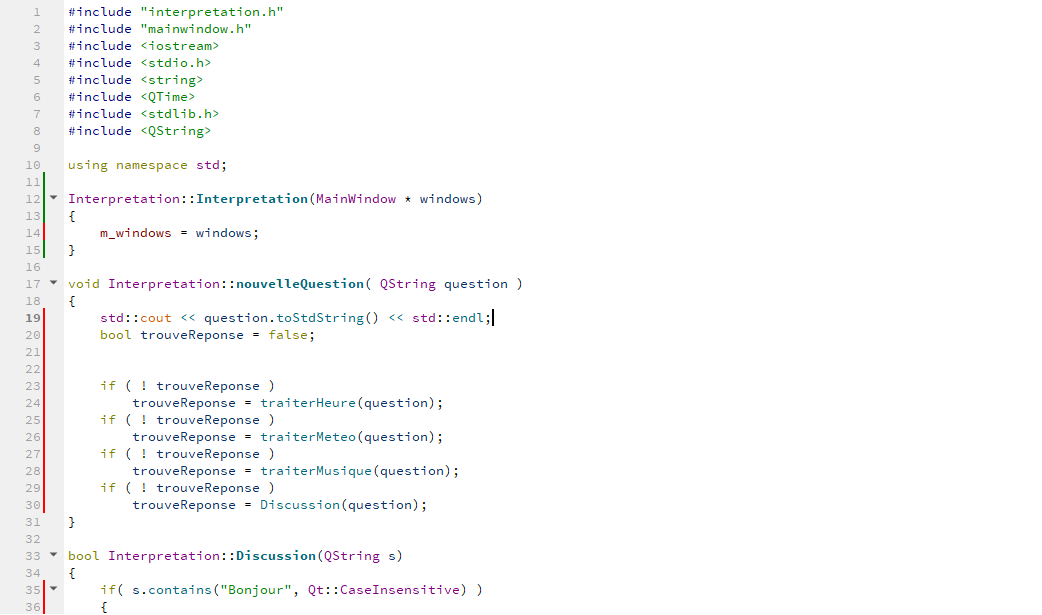 1 #include "interpretation.h"
2 #include "mainwindow.h"
3 #include <iostream>
4 #include <stdio.h>
5 #include <string>
6 #include <QTime>
7 #include <stdlib.h>
8 #include <QString>
9
10 using namespace std;
11
12 Interpretation::Interpretation(MainWindow * windows)
13 {
14     m_windows = windows;
15 }
16
17 void Interpretation::nouvelleQuestion( QString question )
18 {
19     std::cout << question.toStdString() << std::endl;
20     bool trouveReponse = false;
21
22
23     if ( ! trouveReponse )
24         trouveReponse = traiterHeure(question);
25     if ( ! trouveReponse )
26         trouveReponse = traiterMeteo(question);
27     if ( ! trouveReponse )
28         trouveReponse = traiterMusique(question);
29     if ( ! trouveReponse )
30         trouveReponse = Discussion(question);
31 }
32
33 bool Interpretation::Discussion(QString s)
34 {
35     if( s.contains("Bonjour", Qt::CaseInsensitive) )
36     {